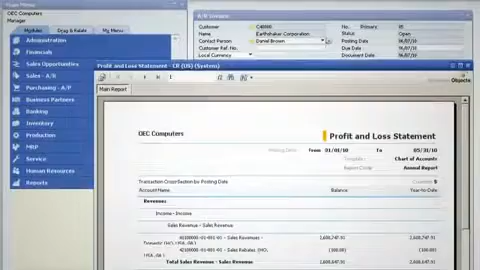 OEC Computers
Manager
Modules Drag & Relate My Menu
Administration
Financials
Sales Opportunities
Sales - A/R
Purchasing - A/P
Business Partners
Banking
Inventory
Production
MRP
Service
Human Resources
Reports
A/R Invoice
Customer C40000 No. Primary
Name Earthshaker Corporation Status Open
Contact Person Daniel Brown Posting Date
Customer Ref. No. Due Date
Local Currency Document Date
Profit and Loss Statement - CR (US) (System)
Objects
Main Report
OEC Computers
Profit and Loss Statement
From 01/01/10 To 05/31/10
Chart of Accounts
Annual Report
Transaction Cross-Section by Posting Date
Account Name Balance Year-to-Date
Revenues
Income - Income
Sales Revenue - Sales Revenue
Total Sales Revenue - Sales Revenue